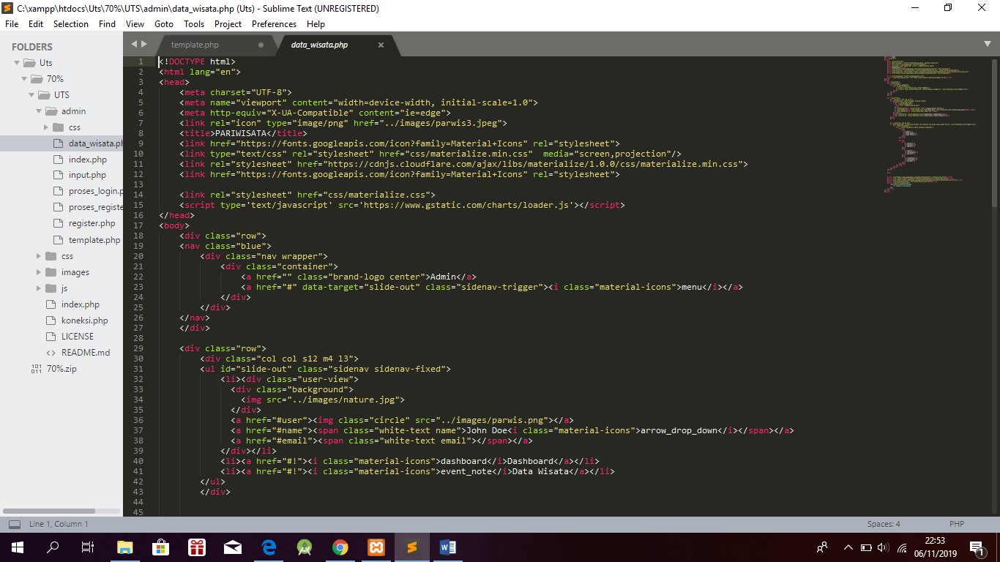 C:\xampp\htdocs\Uts\70%\UTS\admin\data_wisata.php (Uts) - Sublime Text (UNREGISTERED)
File Edit Selection Find View Goto Tools Project Preferences Help
FOLDERS
Uts
70%
UTS
admin
css
data_wisata.ph
index.php
input.php
proses_login.p
proses_registe
register.php
template.php
css
images
js
index.php
koneksi.php
LICENSE
README.md
70%.zip
template.php
data_wisata.php
1 <!DOCTYPE html>
2 <html lang="en">
3 <head>
4 <meta charset="UTF-8">
5 <meta name="viewport" content="width=device-width, initial-scale=1.0">
6 <meta http-equiv="X-UA-Compatible" content="ie=edge">
7 <link rel="icon" type="image/png" href="../images/parwis3.jpeg">
8 <title>PARIWISATA</title>
9 <link href="https://fonts.googleapis.com/icon?family=Material+Icons" rel="stylesheet">
10 <link type="text/css" rel="stylesheet" href="css/materialize.min.css"  media="screen,projection"/>
11 <link rel="stylesheet" href="https://cdnjs.cloudflare.com/ajax/libs/materialize/1.0.0/css/materialize.min.css">
12 <link href="https://fonts.googleapis.com/icon?family=Material+Icons" rel="stylesheet">
13
14 <link rel="stylesheet" href="css/materialize.css">
15 <script type='text/javascript' src='https://www.gstatic.com/charts/loader.js'></script>
16 </head>
17 <body>
18 <div class="row">
19 <nav class="blue">
20 <div class="nav wrapper">
21 <div class="container">
22 <a href="" class="brand-logo center">Admin</a>
23 <a href="#" data-target="slide-out" class="sidenav-trigger"><i class="material-icons">menu</i></a>
24 </div>
25 </div>
26 </nav>
27 </div>
28
29 <div class="row">
30 <div class="col col s12 m4 l3">
31 <ul id="slide-out" class="sidenav sidenav-fixed">
32 <li><div class="user-view">
33 <div class="background">
34 <img src="../images/nature.jpg">
35 </div>
36 <a href="#user"><img class="circle" src="../images/parwis.png"></a>
37 <a href="#name"><span class="white-text name">John Doe<i class="material-icons">arrow_drop_down</i></span></a>
38 <a href="#email"><span class="white-text email"></span></a>
39 </div></li>
40 <li><a href="#!"><i class="material-icons">dashboard</i>Dashboard</a></li>
41 <li><a href="#!"><i class="material-icons">event_note</i>Data Wisata</a></li>
42 </ul>
43 </div>
44
45
Line 1, Column 1
Spaces: 4
PHP
22:53
06/11/2019
1